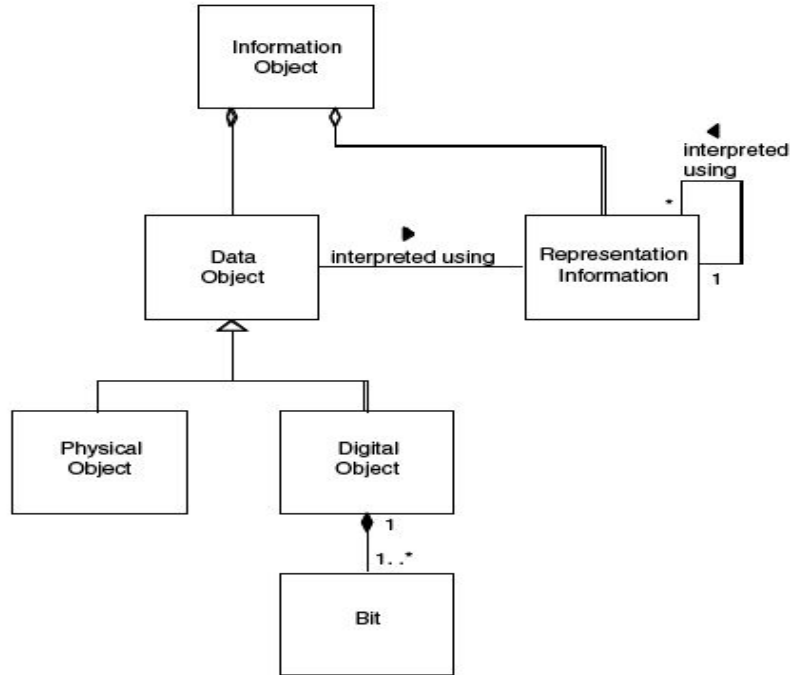 Information
Object
interpreted
using
*
1
Data
Object
interpreted using
Representation
Information
Physical
Object
Digital
Object
1
1..*
Bit